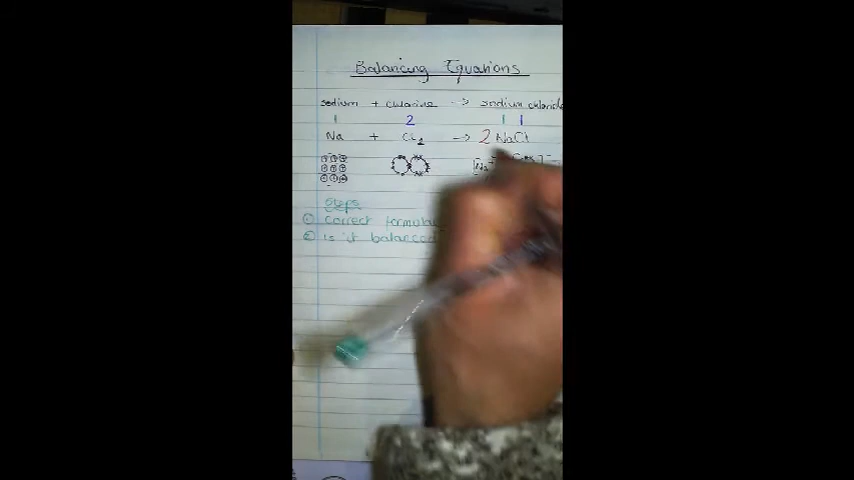 Balancing Equations
sodium + chlorine -> sodium chloride
1 2 1 1
Na + Cl2 -> 2 NaCl
Steps
① correct formula
② is it balanced